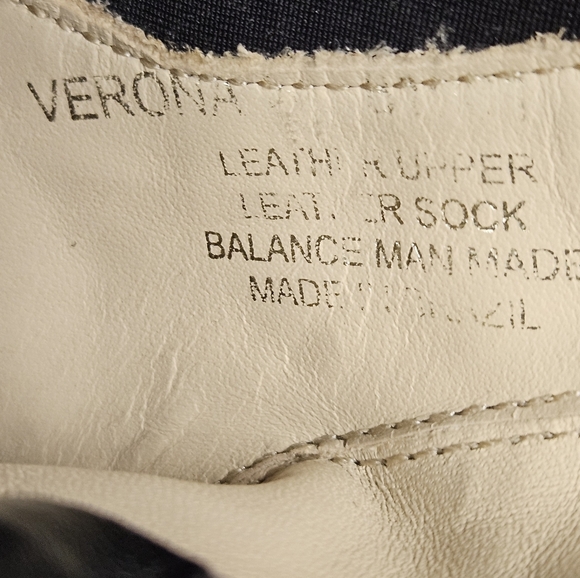 VERONA
LEATHER UPPER
LEATHER SOCK
BALANCE MAN MADE
MADE IN BRAZIL